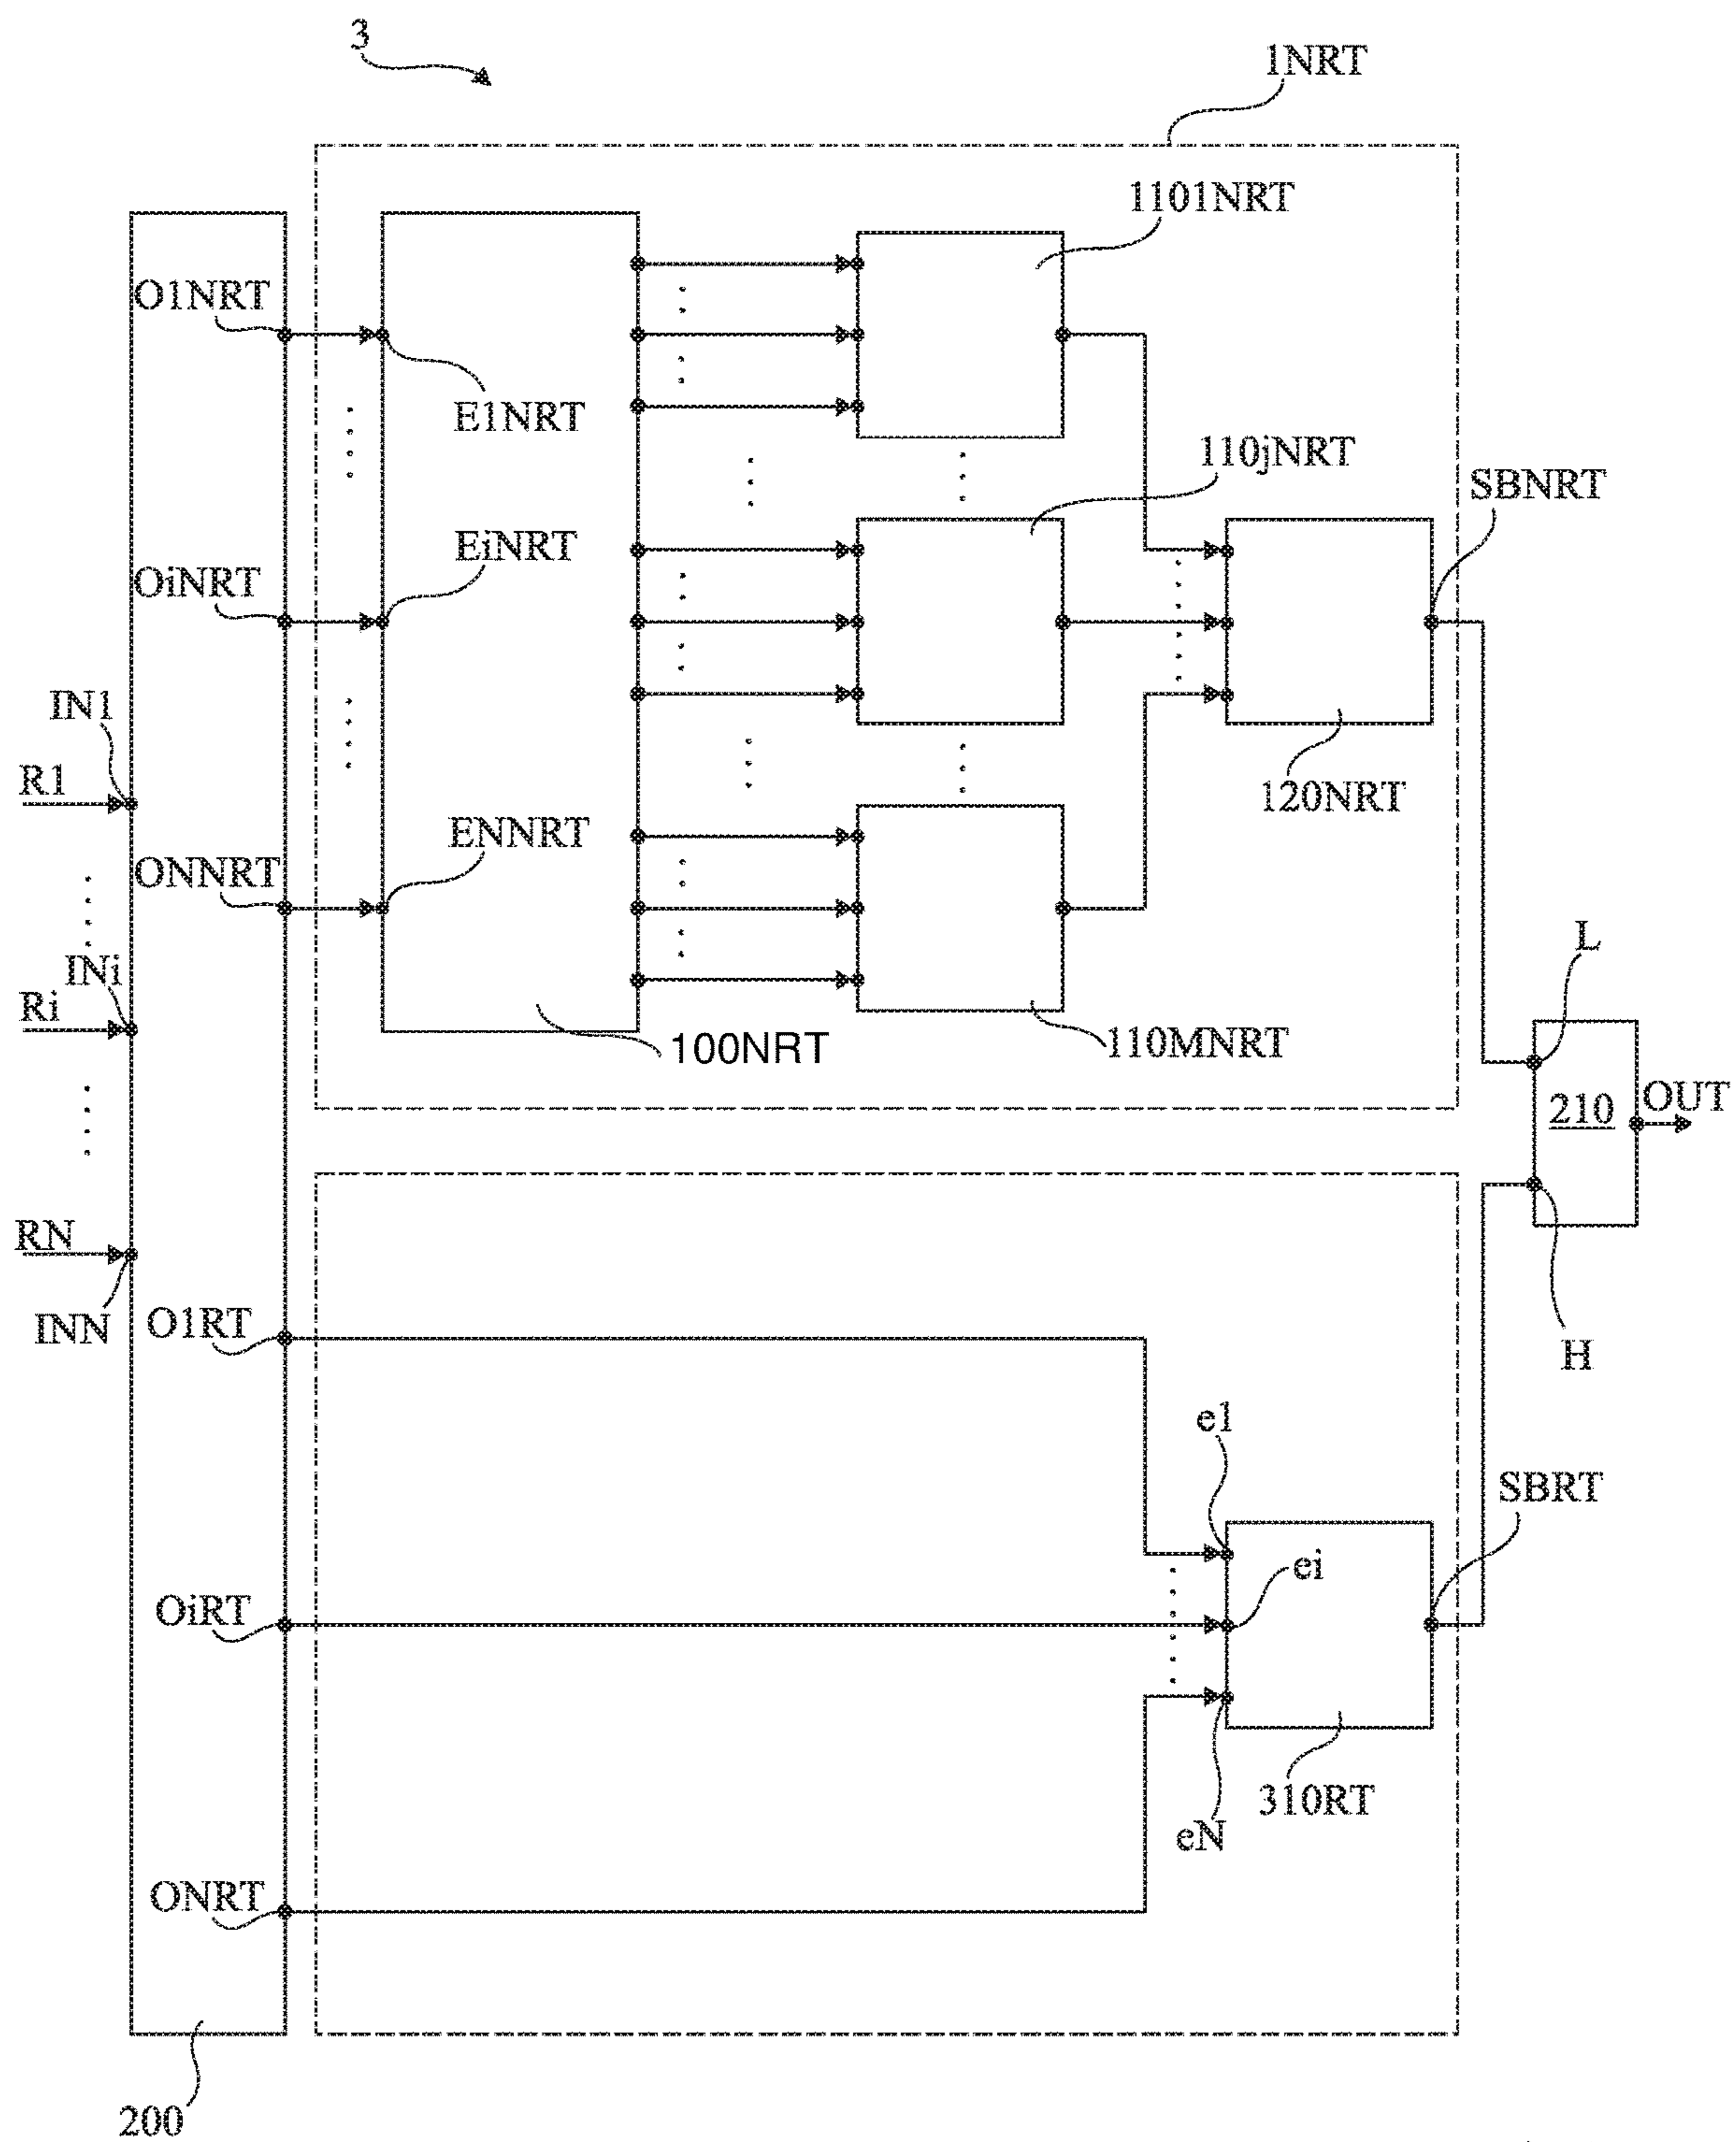 3
1NRT
1101NRT
O1NRT
E1NRT
110jNRT
SBNRT
EiNRT
OiNRT
IN1
R1
120NRT
ENNRT
ONNRT
L
INi
Ri
100NRT
110MNRT
210
OUT
RN
INN
O1RT
H
e1
SBRT
ei
OiRT
310RT
eN
ONRT
200